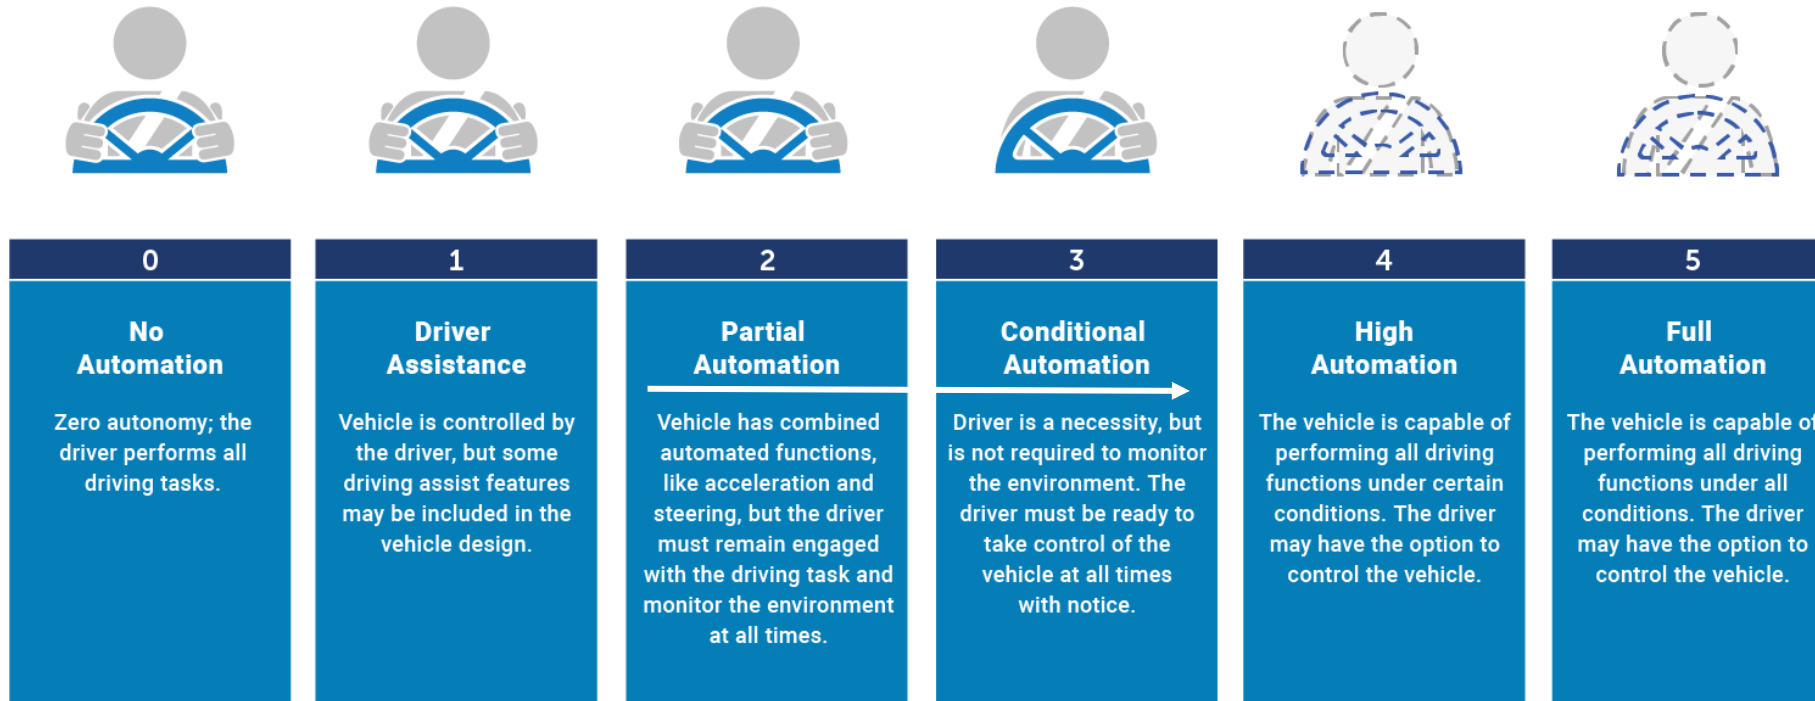 0
No
Automation
Zero autonomy; the
driver performs all
driving tasks.
1
Driver
Assistance
Vehicle is controlled by
the driver, but some
driving assist features
may be included in the
vehicle design.
2
Partial
Automation
Vehicle has combined
automated functions,
like acceleration and
steering, but the driver
must remain engaged
with the driving task and
monitor the environment
at all times.
3
Conditional
Automation
Driver is a necessity, but
is not required to monitor
the environment. The
driver must be ready to
take control of the
vehicle at all times
with notice.
4
High
Automation
The vehicle is capable of
performing all driving
functions under certain
conditions. The driver
may have the option to
control the vehicle.
5
Full
Automation
The vehicle is capable of
performing all driving
functions under all
conditions. The driver
may have the option to
control the vehicle.